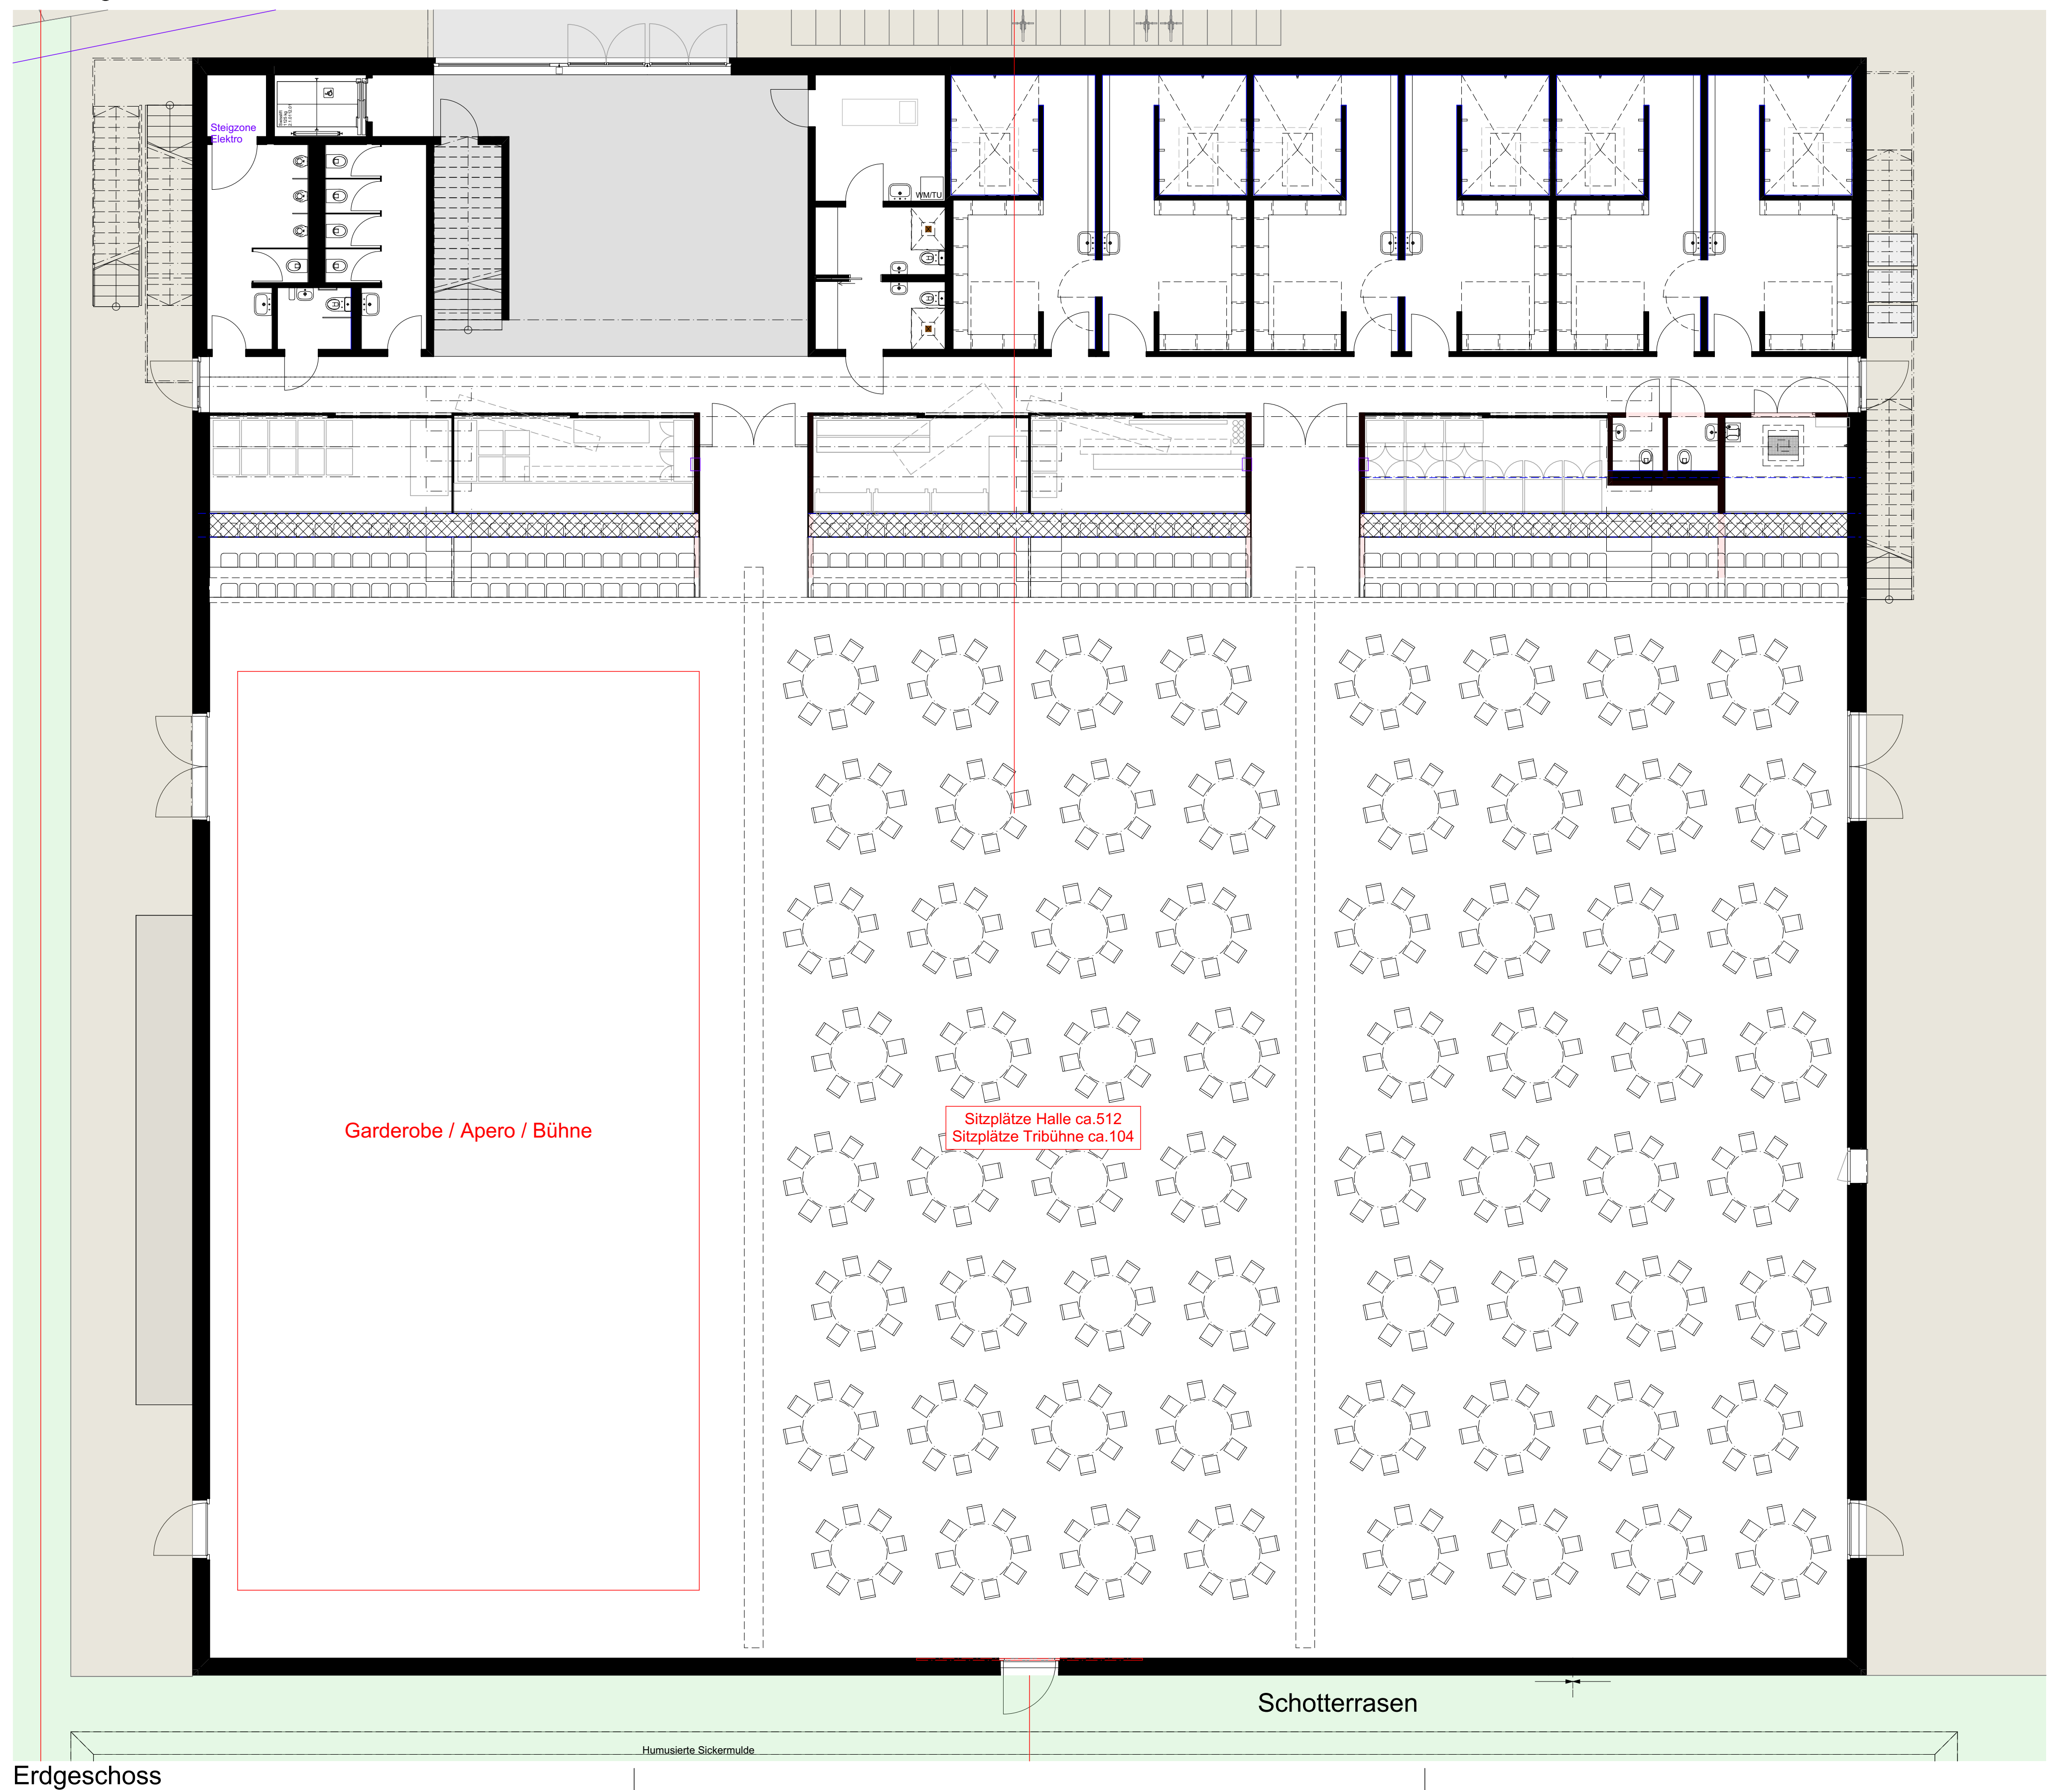 Steigzone
Elektro
WM/TU
Garderobe / Apero / Bühne
Sitzplätze Halle ca.512
Sitzplätze Tribühne ca.104
Schotterrasen
Humusierte Sickermulde
Erdgeschoss